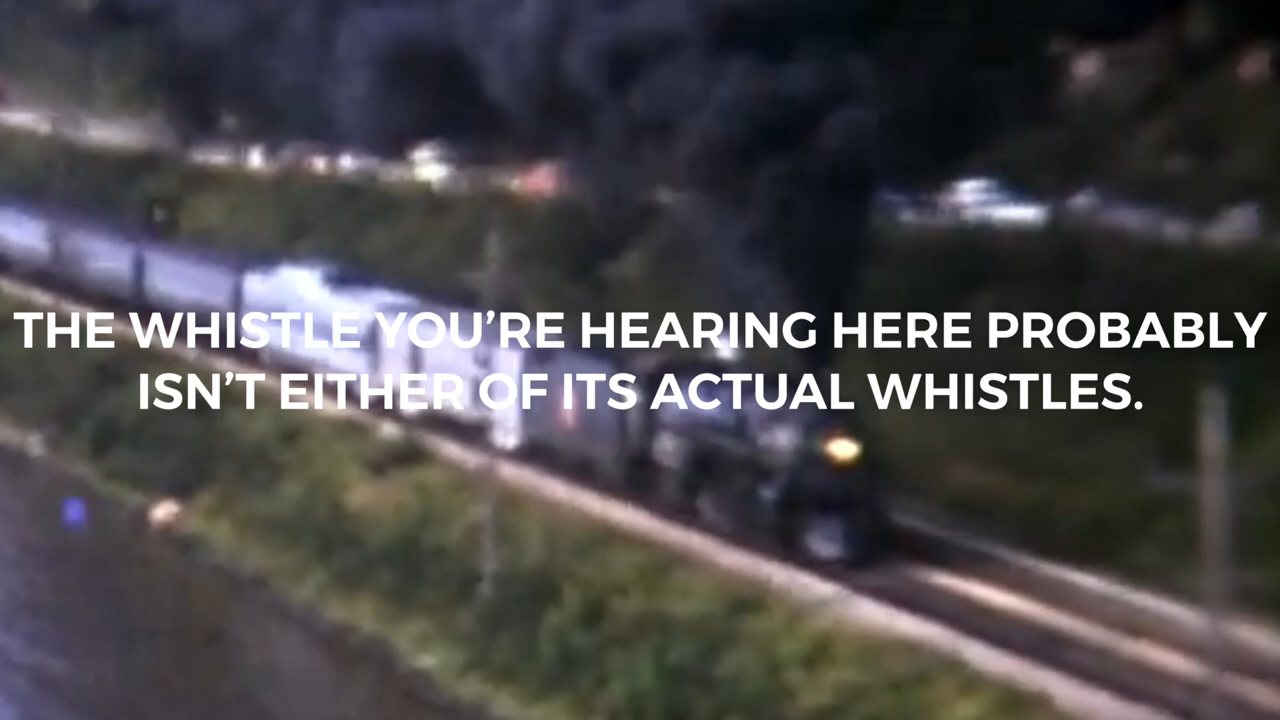 THE WHISTLE YOU’RE HEARING HERE PROBABLY
ISN’T EITHER OF ITS ACTUAL WHISTLES.